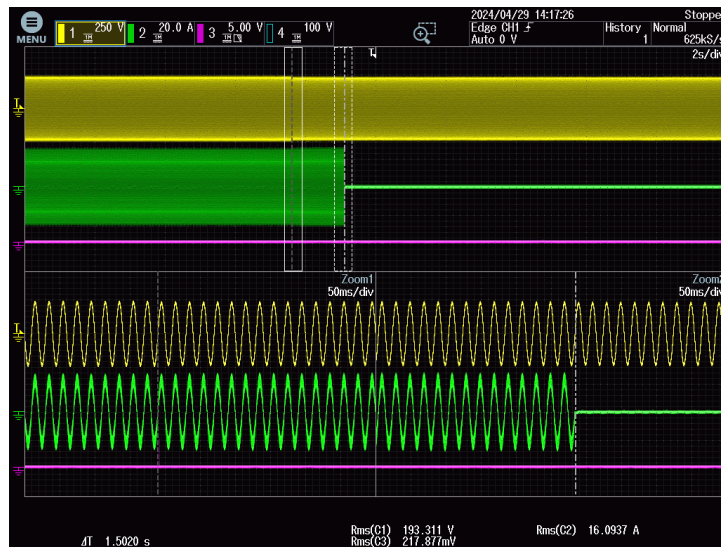 2024/04/29 14:17:26 Stoppe
MENU
1 250 V
2 20.0 A
3 5.00 V
4 100 V
Edge CH1
Auto 0 V
History
1
Normal
625kS/s
2s/div
T
T
Zoom1
50ms/div
Zoom2
50ms/div
T
Rms(C1) 193.311 V
Rms(C2) 16.0937 A
Rms(C3) 217.877mV
ΔT 1.5020 s